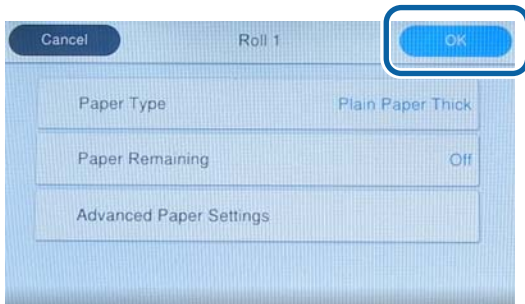 Cancel Roll 1 OK
Paper Type Plain Paper Thick
Paper Remaining Off
Advanced Paper Settings